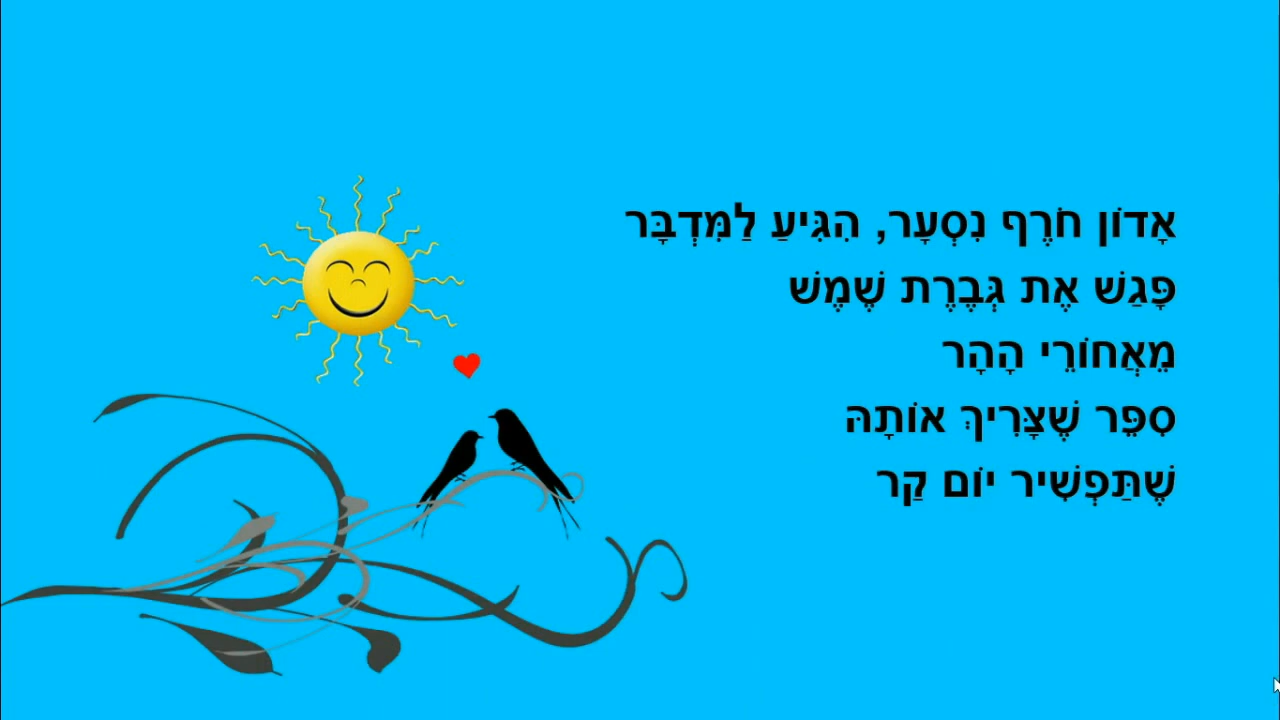 אָדוֹן חֹרֶף נִסְעָר, הִגִּיעַ לַמִּדְבָּר
פָּגַשׁ אֶת גְּבֶרֶת שֶׁמֶשׁ
מֵאֲחוֹרֵי הָהָר
סִפֵּר שֶׁצָּרִיךְ אוֹתָהּ
שֶׁתַּפְשִׁיר יוֹם קַר